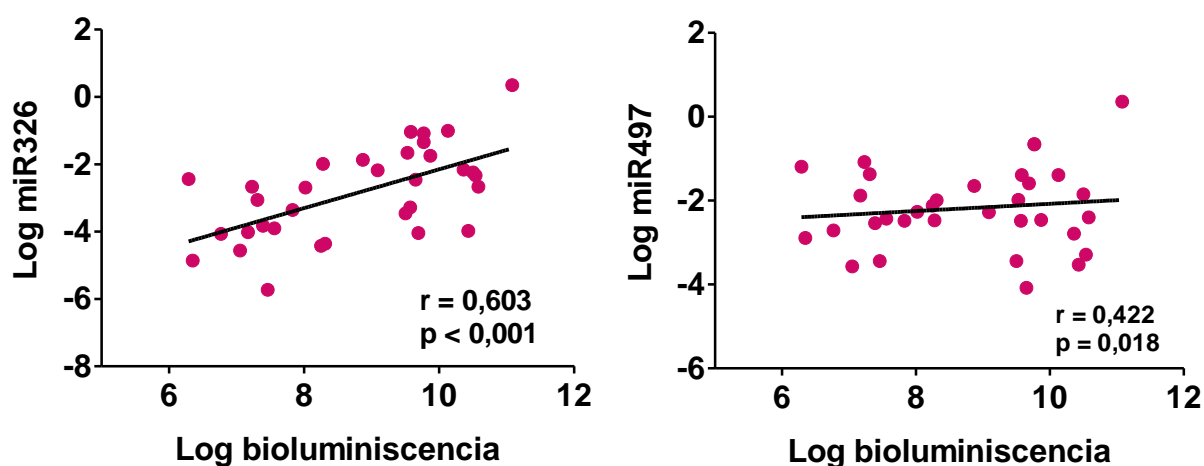 Log miR326
2
0
-2
-4
-6
-8
6
8
10
12
r = 0,603
p < 0,001
Log bioluminiscencia
Log miR497
2
0
-2
-4
-6
6
8
10
12
r = 0,422
p = 0,018
Log bioluminiscencia